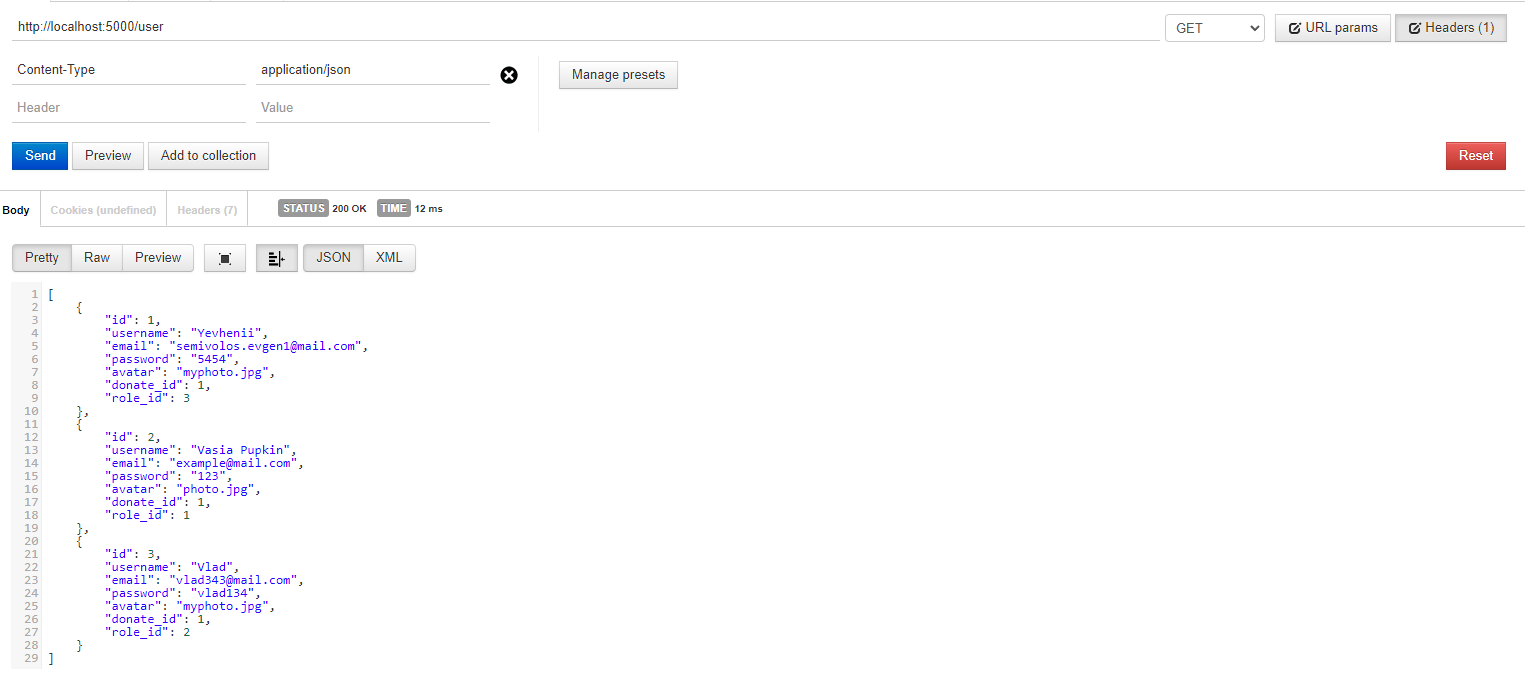 http://localhost:5000/user GET URL params Headers (1)
Content-Type application/json Manage presets
Header Value
Send Preview Add to collection Reset
Body Cookies (undefined) Headers (7) STATUS 200 OK TIME 12 ms
Pretty Raw Preview JSON XML
1 [
2 {
3 "id": 1,
4 "username": "Yevhenii",
5 "email": "semivolos.evgen1@mail.com",
6 "password": "5454",
7 "avatar": "myphoto.jpg",
8 "donate_id": 1,
9 "role_id": 3
10 },
11 {
12 "id": 2,
13 "username": "Vasia Pupkin",
14 "email": "example@mail.com",
15 "password": "123",
16 "avatar": "photo.jpg",
17 "donate_id": 1,
18 "role_id": 1
19 },
20 {
21 "id": 3,
22 "username": "Vlad",
23 "email": "vlad343@mail.com",
24 "password": "vlad134",
25 "avatar": "myphoto.jpg",
26 "donate_id": 1,
27 "role_id": 2
28 }
29 ]